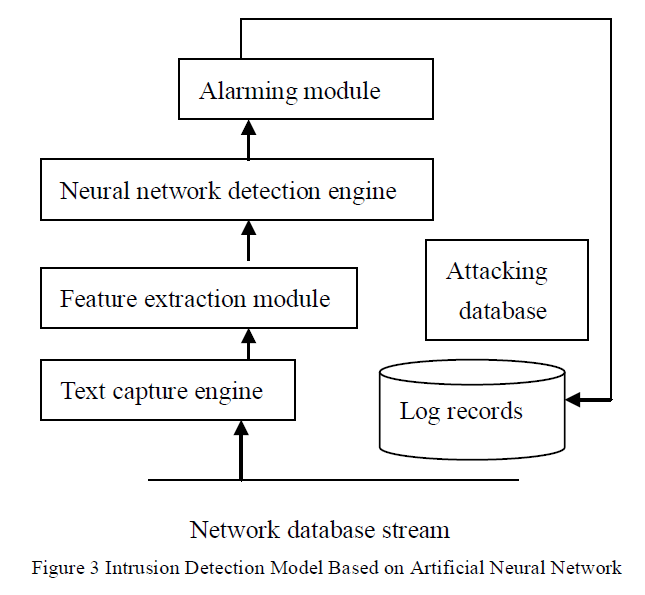 Alarming module
Neural network detection engine
Attacking
database
Feature extraction module
Text capture engine
Log records
Network database stream
Figure 3 Intrusion Detection Model Based on Artificial Neural Network